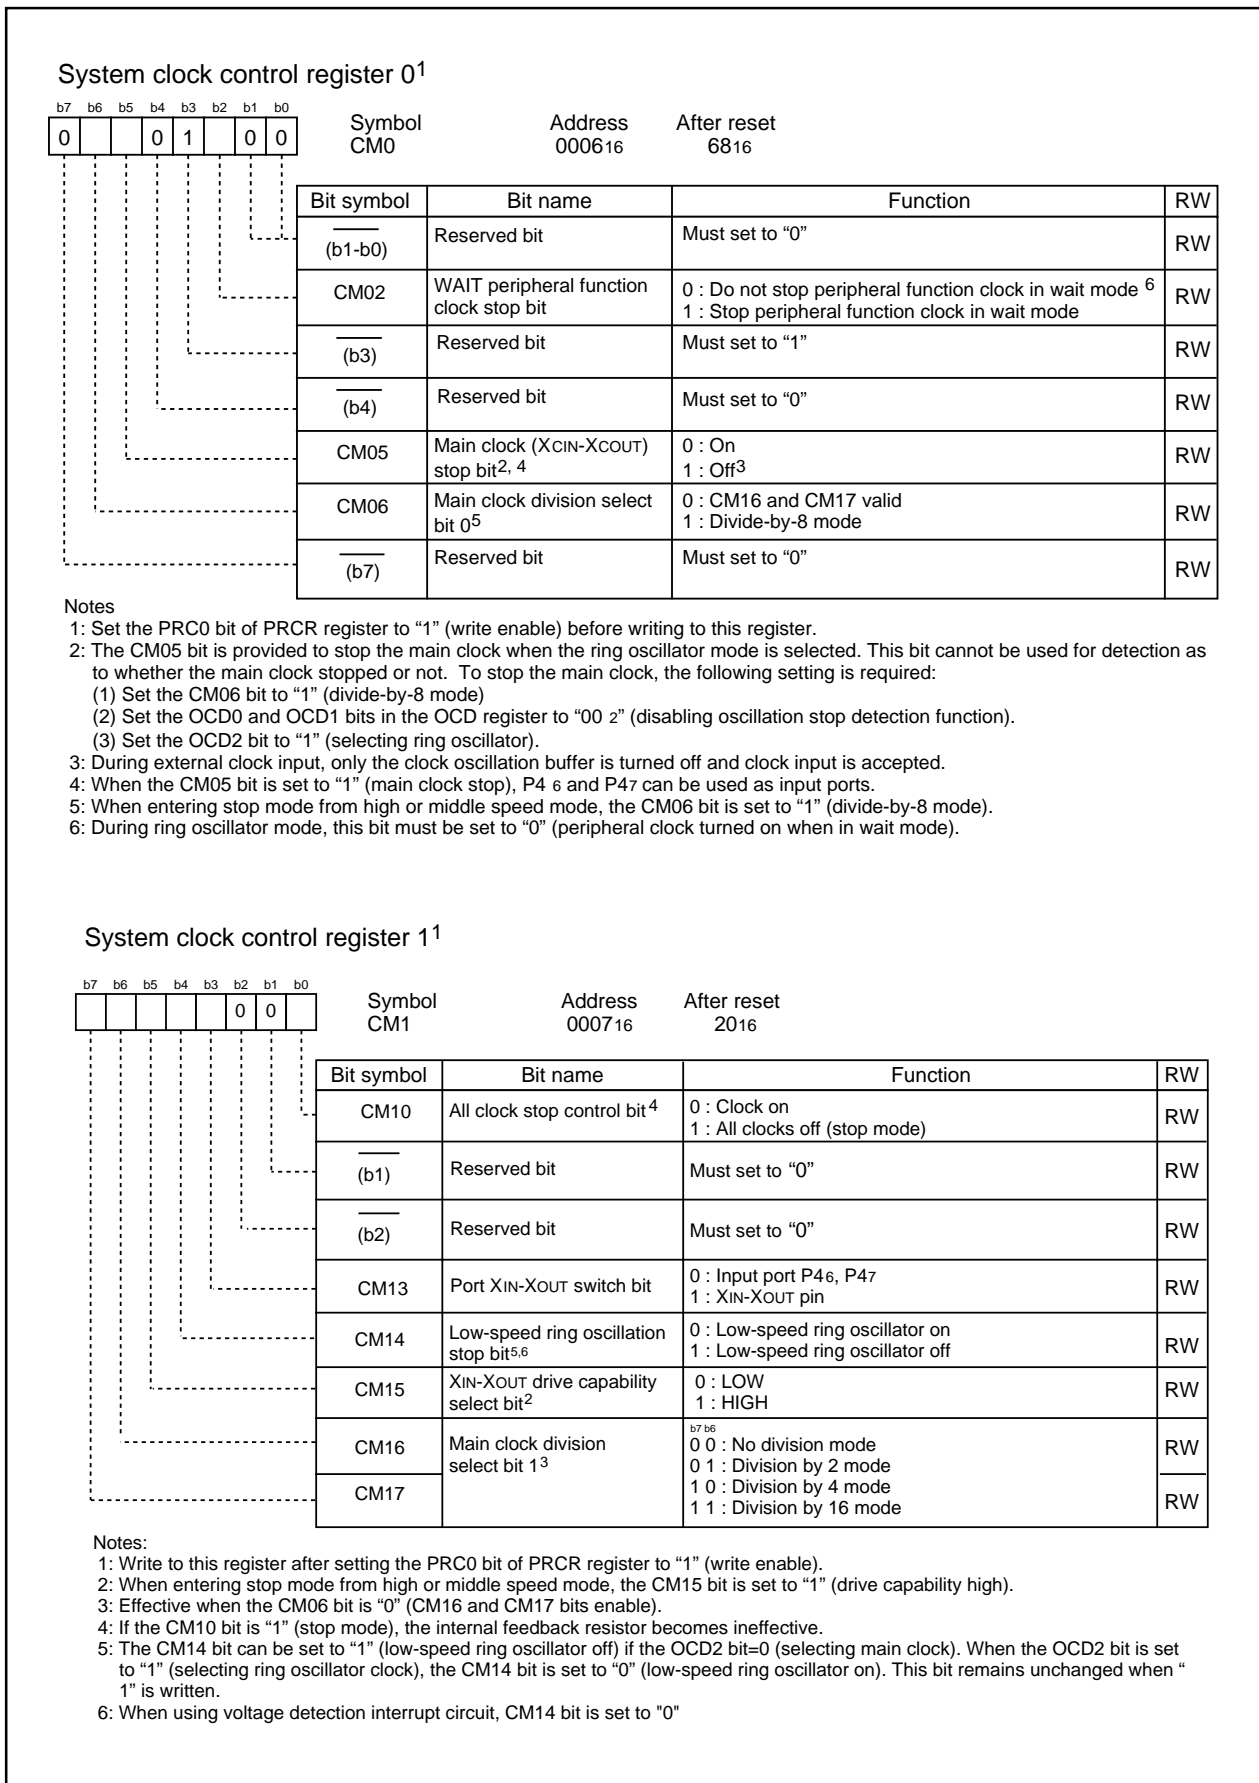 System clock control register 0 1
b7 b6 b5 b4 b3 b2 b1 b0
0 0 1 0 0
Symbol Address After reset
CM0 000616 6816
Bit symbol Bit name Function RW
(b1-b0) Reserved bit Must set to “0” RW
CM02 WAIT peripheral function clock stop bit 0 : Do not stop peripheral function clock in wait mode 6 RW
1 : Stop peripheral function clock in wait mode
(b3) Reserved bit Must set to “1” RW
(b4) Reserved bit Must set to “0” RW
CM05 Main clock (XCIN-XCOUT) stop bit2, 4 0 : On RW
1 : Off3
CM06 Main clock division select bit 05 0 : CM16 and CM17 valid RW
1 : Divide-by-8 mode
(b7) Reserved bit Must set to “0” RW
Notes
1: Set the PRC0 bit of PRCR register to “1” (write enable) before writing to this register.
2: The CM05 bit is provided to stop the main clock when the ring oscillator mode is selected. This bit cannot be used for detection as
to whether the main clock stopped or not. To stop the main clock, the following setting is required:
(1) Set the CM06 bit to “1” (divide-by-8 mode)
(2) Set the OCD0 and OCD1 bits in the OCD register to “00 2” (disabling oscillation stop detection function).
(3) Set the OCD2 bit to “1” (selecting ring oscillator).
3: During external clock input, only the clock oscillation buffer is turned off and clock input is accepted.
4: When the CM05 bit is set to “1” (main clock stop), P4 6 and P47 can be used as input ports.
5: When entering stop mode from high or middle speed mode, the CM06 bit is set to “1” (divide-by-8 mode).
6: During ring oscillator mode, this bit must be set to “0” (peripheral clock turned on when in wait mode).
System clock control register 1 1
b7 b6 b5 b4 b3 b2 b1 b0
0 0
Symbol Address After reset
CM1 000716 2016
Bit symbol Bit name Function RW
CM10 All clock stop control bit 4 0 : Clock on RW
1 : All clocks off (stop mode)
(b1) Reserved bit Must set to “0” RW
(b2) Reserved bit Must set to “0” RW
CM13 Port XIN-XOUT switch bit 0 : Input port P46, P47 RW
1 : XIN-XOUT pin
CM14 Low-speed ring oscillation stop bit5,6 0 : Low-speed ring oscillator on RW
1 : Low-speed ring oscillator off
CM15 XIN-XOUT drive capability select bit2 0 : LOW RW
1 : HIGH
b7 b6
CM16 Main clock division select bit 13 0 0 : No division mode RW
0 1 : Division by 2 mode
CM17 1 0 : Division by 4 mode RW
1 1 : Division by 16 mode
Notes:
1: Write to this register after setting the PRC0 bit of PRCR register to “1” (write enable).
2: When entering stop mode from high or middle speed mode, the CM15 bit is set to “1” (drive capability high).
3: Effective when the CM06 bit is “0” (CM16 and CM17 bits enable).
4: If the CM10 bit is “1” (stop mode), the internal feedback resistor becomes ineffective.
5: The CM14 bit can be set to “1” (low-speed ring oscillator off) if the OCD2 bit=0 (selecting main clock). When the OCD2 bit is set
to “1” (selecting ring oscillator clock), the CM14 bit is set to “0” (low-speed ring oscillator on). This bit remains unchanged when “
1” is written.
6: When using voltage detection interrupt circuit, CM14 bit is set to "0"